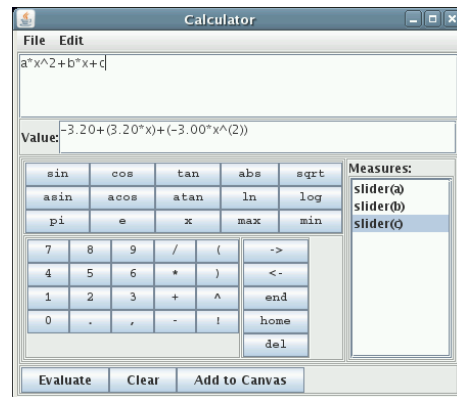 Calculator
File Edit
a*x^2+b*x+c
Value: -3.20+(3.20*x)+(-3.00*x^(2))
sin cos tan abs sqrt
asin acos atan ln log
pi e x max min
Measures:
slider(a)
slider(b)
slider(c)
7 8 9 / (
4 5 6 * )
1 2 3 + ^
0 . , - !
->
<-
end
home
del
Evaluate Clear Add to Canvas